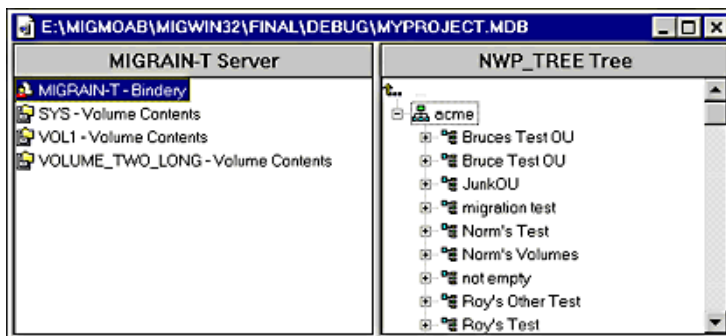 E:\MIGMOAB\MIGWIN32\FINAL\DEBUG\MYPROJECT.MDB
MIGRAIN-T Server
MIGRAIN-T - Bindery
SYS - Volume Contents
VOL1 - Volume Contents
VOLUME_TWO_LONG - Volume Contents
NWP_TREE Tree
acme
Bruces Test OU
Bruce Test OU
JunkOU
migration test
Norm's Test
Norm's Volumes
not empty
Roy's Other Test
Roy's Test